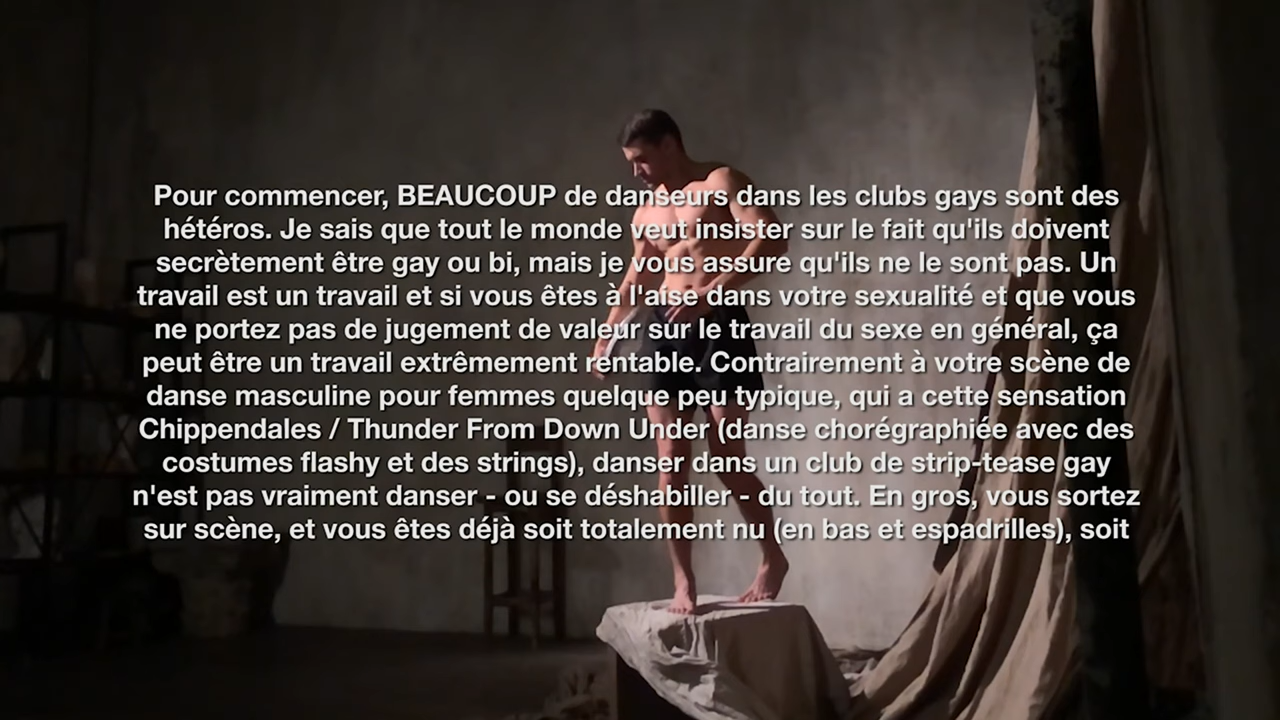 Pour commencer, BEAUCOUP de danseurs dans les clubs gays sont des
hétéros. Je sais que tout le monde veut insister sur le fait qu'ils doivent
secrètement être gay ou bi, mais je vous assure qu'ils ne le sont pas. Un
travail est un travail et si vous êtes à l'aise dans votre sexualité et que vous
ne portez pas de jugement de valeur sur le travail du sexe en général, ça
peut être un travail extrêmement rentable. Contrairement à votre scène de
danse masculine pour femmes quelque peu typique, qui a cette sensation
Chippendales / Thunder From Down Under (danse chorégraphiée avec des
costumes flashy et des strings), danser dans un club de strip-tease gay
n'est pas vraiment danser - ou se déshabiller - du tout. En gros, vous sortez
sur scène, et vous êtes déjà soit totalement nu (en bas et espadrilles), soit